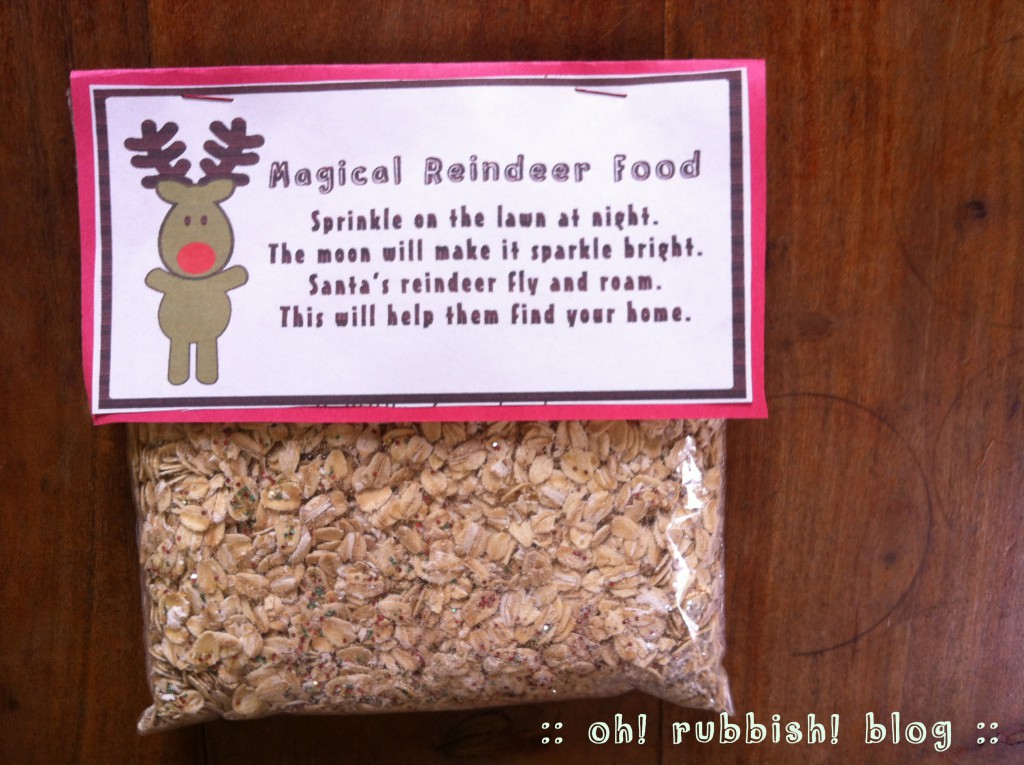 Magical Reindeer Food
Sprinkle on the lawn at night.
The moon will make it sparkle bright.
Santa's reindeer fly and roam.
This will help them find your home.
:: oh! rubbish! blog ::